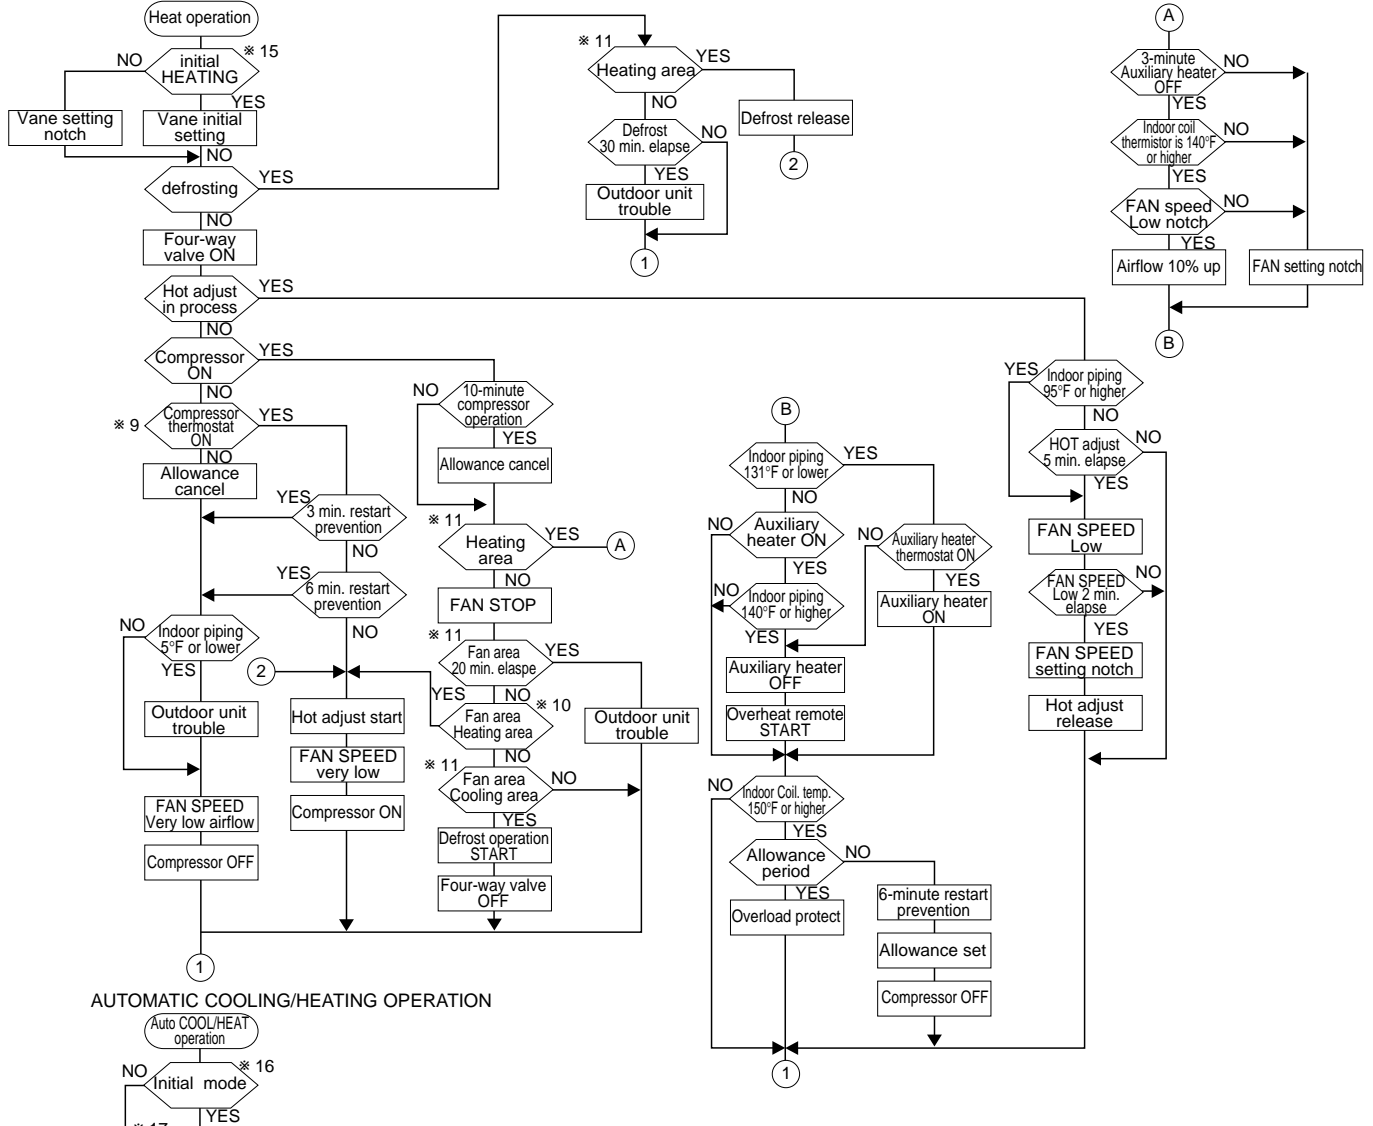 Heat operation
※ 15
NO
initial
HEATING
YES
Vane setting
notch
Vane initial
setting
NO
defrosting
YES
NO
Four-way
valve ON
Hot adjust
in process
YES
NO
Compressor
ON
YES
NO
※ 9
Compressor
thermostat
ON
YES
NO
Allowance
cancel
YES
3 min. restart
prevention
NO
YES
6 min. restart
prevention
NO
NO
Indoor piping
5°F or lower
YES
2
Outdoor unit
trouble
Hot adjust start
FAN SPEED
very low
FAN SPEED
Very low airflow
Compressor ON
Compressor OFF
1
NO
10-minute
compressor
operation
YES
Allowance cancel
※ 11
Heating
area
YES
A
NO
FAN STOP
※ 11
Fan area
20 min. elaspe
YES
NO
YES
※ 10
Fan area
Heating area
Outdoor unit
trouble
NO
※ 11
Fan area
Cooling area
NO
YES
Defrost operation
START
Four-way valve
OFF
※ 11
Heating area
YES
NO
Defrost release
Defrost
30 min. elapse
NO
2
YES
Outdoor unit
trouble
1
A
3-minute
Auxiliary heater
OFF
NO
YES
Indoor coil
thermistor is 140°F
or higher
NO
YES
FAN speed
Low notch
NO
YES
Airflow 10% up
FAN setting notch
B
YES
Indoor piping
95°F or higher
NO
HOT adjust
5 min. elapse
NO
YES
FAN SPEED
Low
FAN SPEED
Low 2 min.
elapse
NO
YES
FAN SPEED
setting notch
Hot adjust
release
B
Indoor piping
131°F or lower
YES
NO
NO
Auxiliary
heater ON
NO
Auxiliary heater
thermostat ON
YES
YES
NO
Indoor piping
140°F or higher
Auxiliary heater
ON
YES
Auxiliary heater
OFF
Overheat remote
START
NO
Indoor Coil. temp.
150°F or higher
YES
Allowance
period
NO
YES
Overload protect
6-minute restart
prevention
Allowance set
Compressor OFF
1
AUTOMATIC COOLING/HEATING OPERATION
Auto COOL/HEAT
operation
※ 16
NO
Initial mode
YES
※ 17